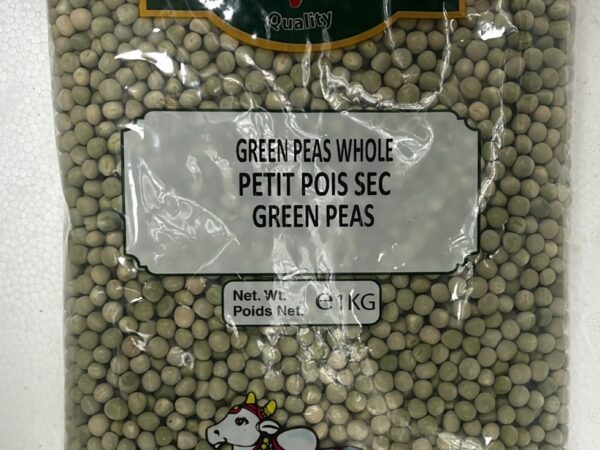 Quality
GREEN PEAS WHOLE
PETIT POIS SEC
GREEN PEAS
Net. Wt.
Poids Net.
℮1KG